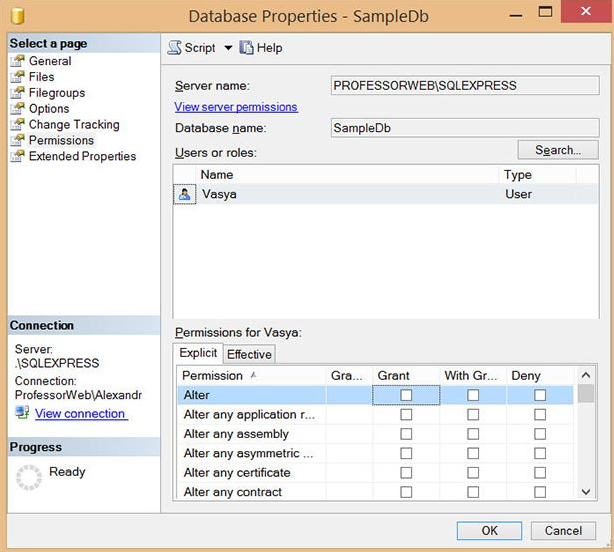 Database Properties - SampleDb
Select a page
General
Files
Filegroups
Options
Change Tracking
Permissions
Extended Properties
Script
Help
Server name:
PROFESSORWEB\SQLEXPRESS
View server permissions
Database name:
SampleDb
Users or roles:
Search...
Name
Type
Vasya
User
Connection
Server:
.\SQLEXPRESS
Connection:
ProfessorWeb\Alexandr
View connection
Progress
Ready
Permissions for Vasya:
Explicit
Effective
Permission
Gra...
Grant
With Gr...
Deny
Alter
Alter any application r...
Alter any assembly
Alter any asymmetric ...
Alter any certificate
Alter any contract
OK
Cancel